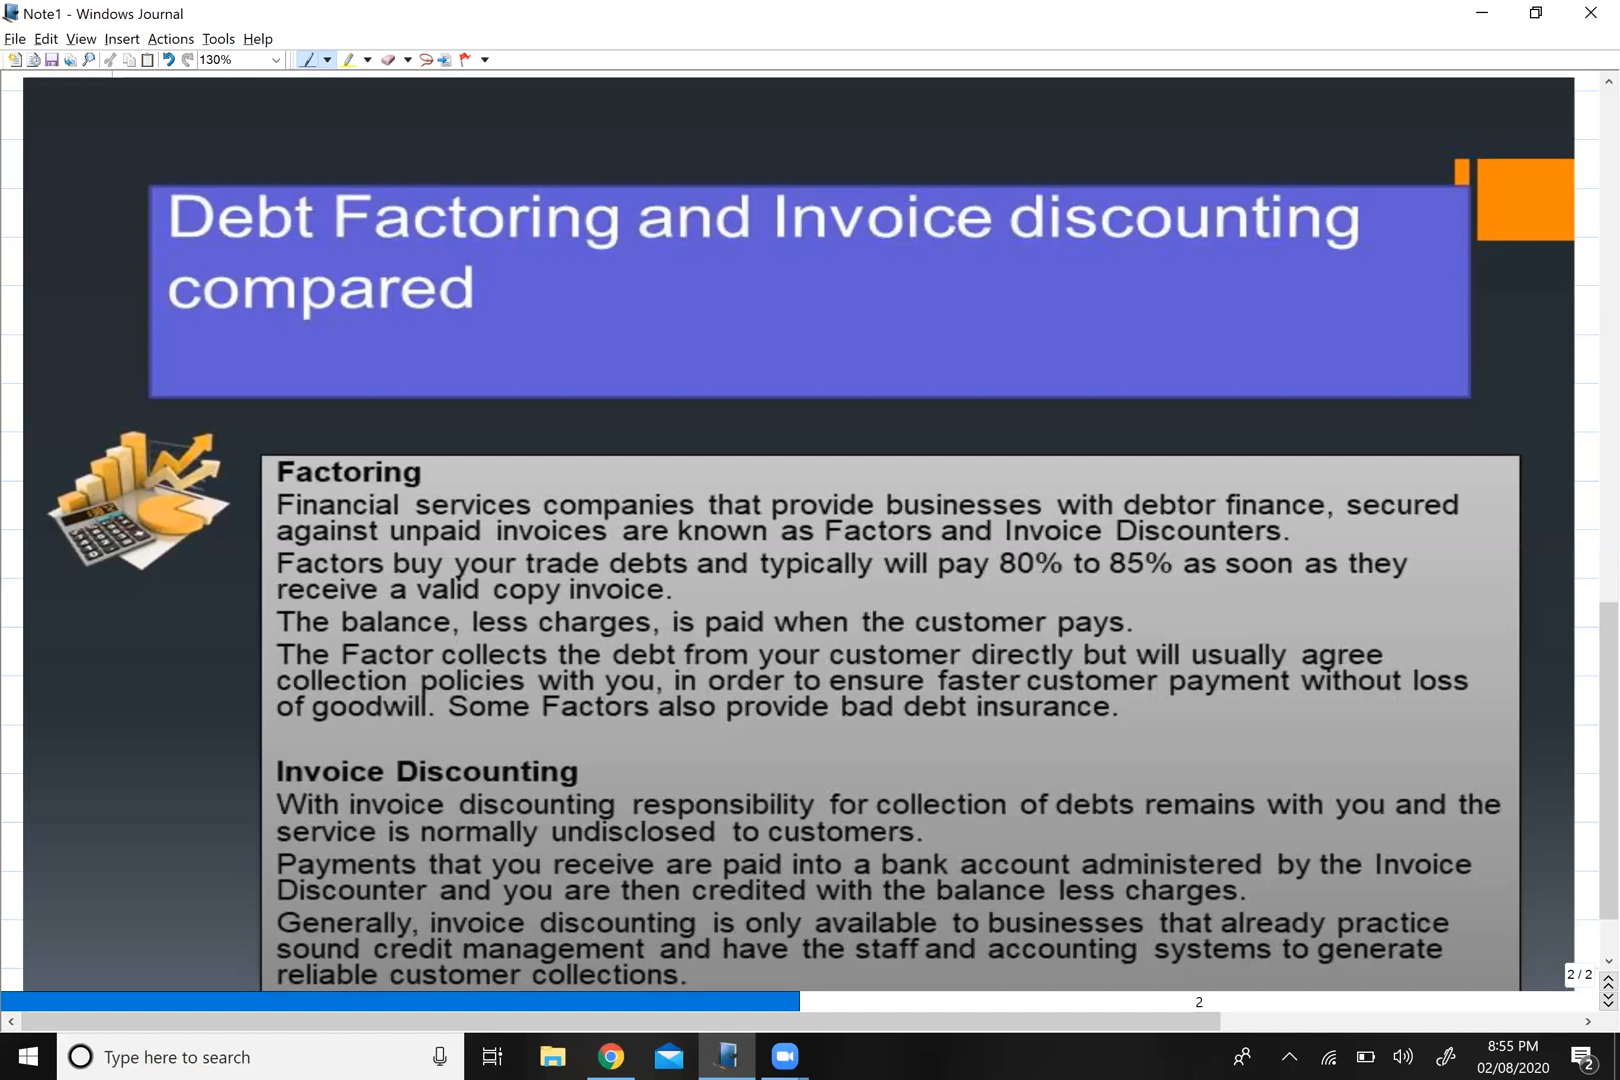 Note1 - Windows Journal
File Edit View Insert Actions Tools Help
130%
Debt Factoring and Invoice discounting
compared
Factoring
Financial services companies that provide businesses with debtor finance, secured
against unpaid invoices are known as Factors and Invoice Discounters.
Factors buy your trade debts and typically will pay 80% to 85% as soon as they
receive a valid copy invoice.
The balance, less charges, is paid when the customer pays.
The Factor collects the debt from your customer directly but will usually agree
collection policies with you, in order to ensure faster customer payment without loss
of goodwill. Some Factors also provide bad debt insurance.
Invoice Discounting
With invoice discounting responsibility for collection of debts remains with you and the
service is normally undisclosed to customers.
Payments that you receive are paid into a bank account administered by the Invoice
Discounter and you are then credited with the balance less charges.
Generally, invoice discounting is only available to businesses that already practice
sound credit management and have the staff and accounting systems to generate
reliable customer collections.
2 / 2
2
Type here to search
8:55 PM
02/08/2020
2